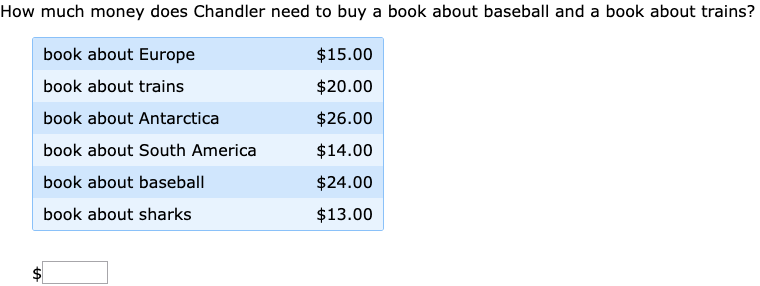 How much money does Chandler need to buy a book about baseball and a book about trains?
book about Europe $15.00
book about trains $20.00
book about Antarctica $26.00
book about South America $14.00
book about baseball $24.00
book about sharks $13.00
$